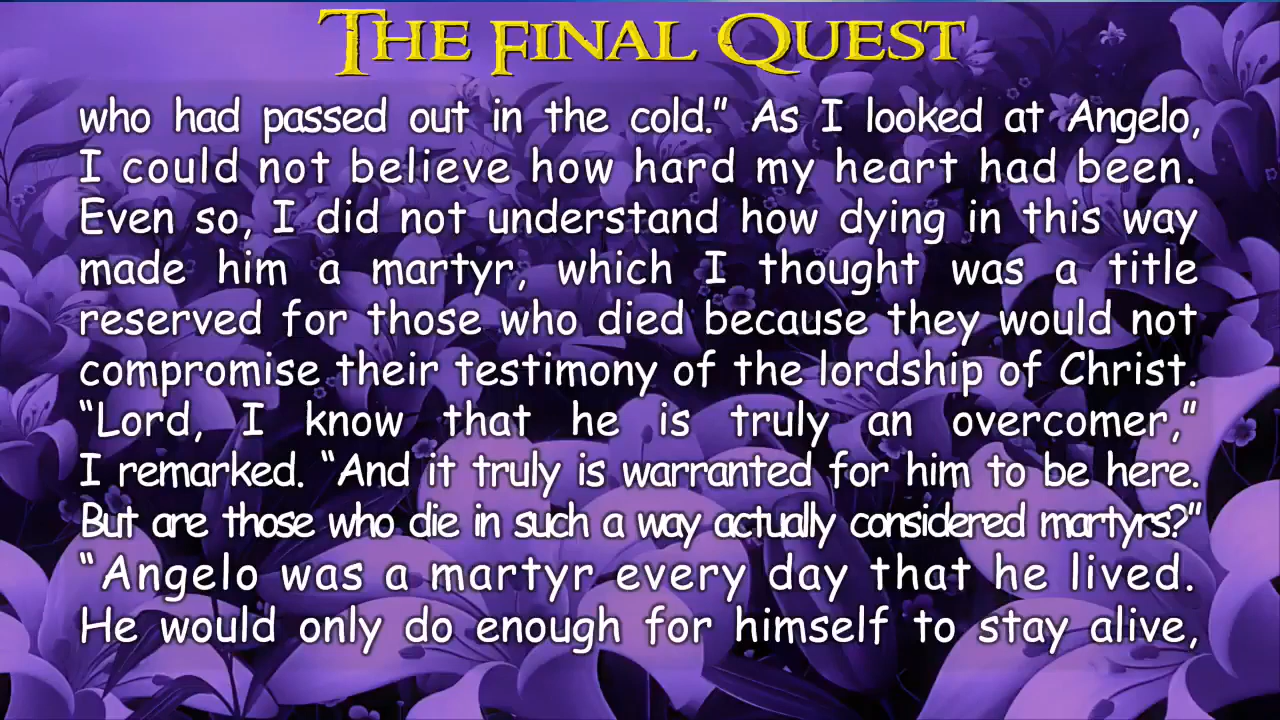 THE FINAL QUEST
who had passed out in the cold.” As I looked at Angelo,
I could not believe how hard my heart had been.
Even so, I did not understand how dying in this way
made him a martyr, which I thought was a title
reserved for those who died because they would not
compromise their testimony of the lordship of Christ.
“Lord, I know that he is truly an overcomer,”
I remarked. “And it truly is warranted for him to be here.
But are those who die in such a way actually considered martyrs?”
“Angelo was a martyr every day that he lived.
He would only do enough for himself to stay alive,